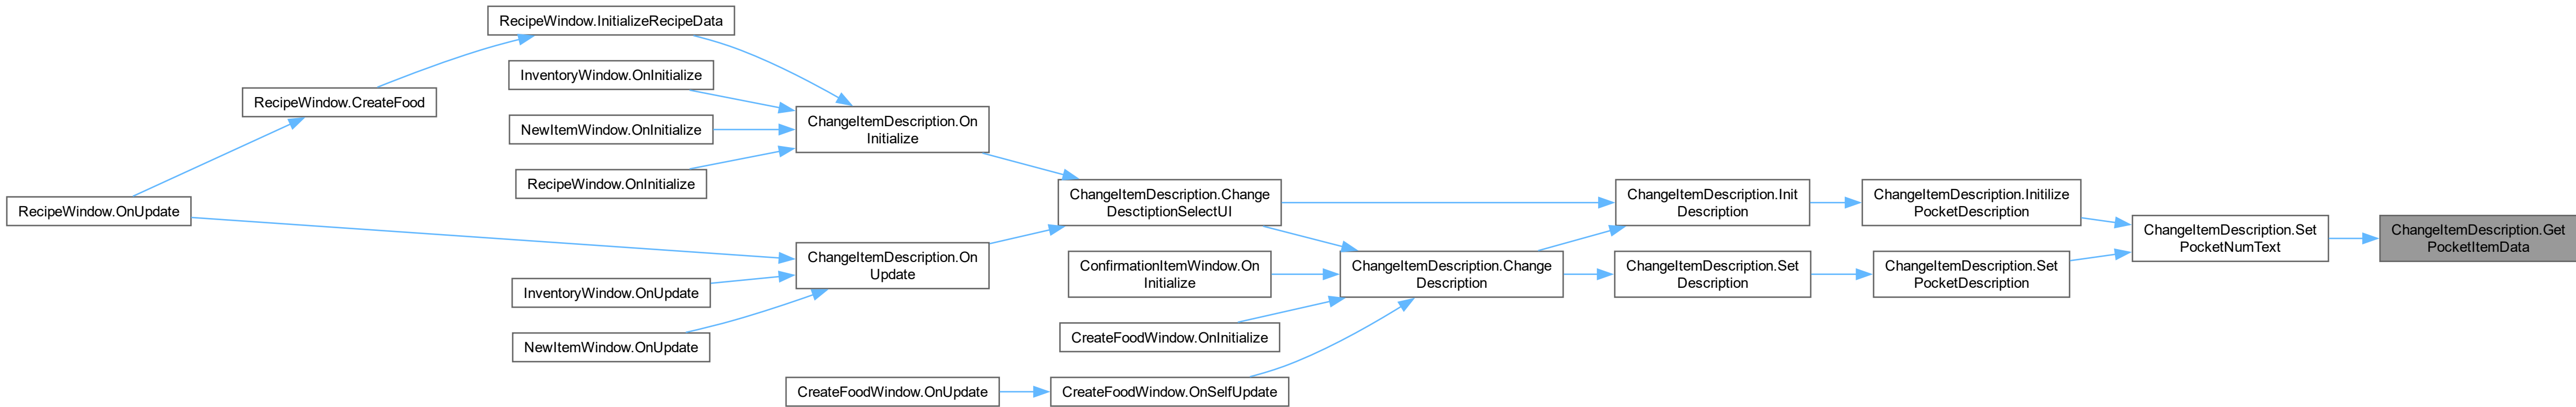 RecipeWindow.InitializeRecipeData
InventoryWindow.OnInitialize
RecipeWindow.CreateFood
ChangeItemDescription.On
Initialize
NewItemWindow.OnInitialize
RecipeWindow.OnInitialize
RecipeWindow.OnUpdate
ChangeItemDescription.Change
DesctiptionSelectUI
ChangeItemDescription.Init
Description
ChangeItemDescription.Initilize
PocketDescription
ChangeItemDescription.Set
PocketNumText
ChangeItemDescription.Get
PocketItemData
ChangeItemDescription.On
Update
ConfirmationItemWindow.On
Initialize
ChangeItemDescription.Change
Description
ChangeItemDescription.Set
Description
ChangeItemDescription.Set
PocketDescription
InventoryWindow.OnUpdate
NewItemWindow.OnUpdate
CreateFoodWindow.OnInitialize
CreateFoodWindow.OnUpdate
CreateFoodWindow.OnSelfUpdate